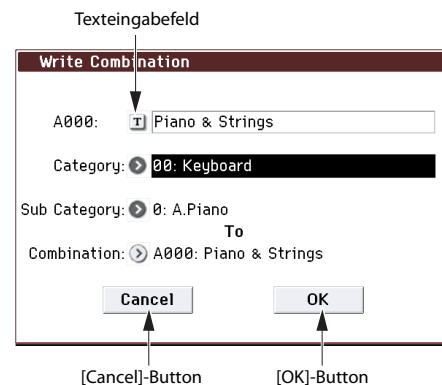 Texteingabefeld
Write Combination
A000: T Piano & Strings
Category: 00: Keyboard
Sub Category: 0: A.Piano
To
Combination: A000: Piano & Strings
Cancel OK
[Cancel]-Button [OK]-Button